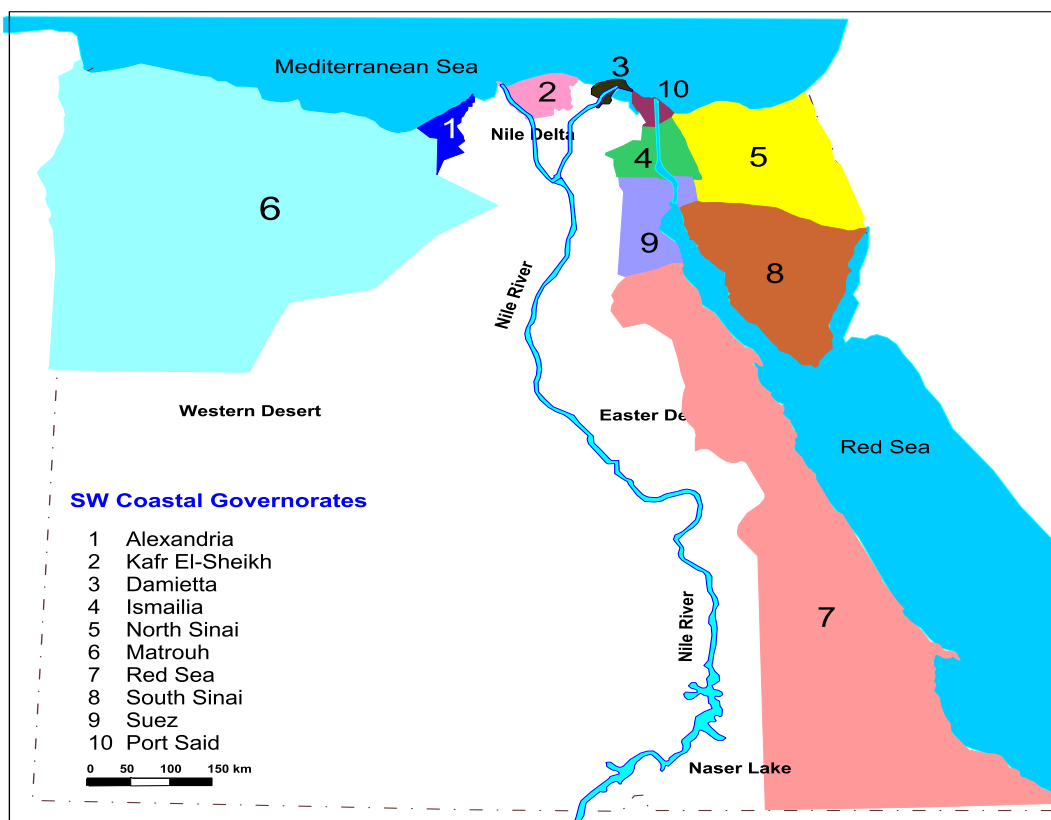 Mediterranean Sea
3
2
10
1
Nile Delta
4
5
6
9
8
Nile River
Western Desert
Easter De
Red Sea
SW Coastal Governorates
1 Alexandria
2 Kafr El-Sheikh
3 Damietta
4 Ismailia
5 North Sinai
6 Matrouh
7 Red Sea
8 South Sinai
9 Suez
10 Port Said
7
Nile River
0 50 100 150 km
Naser Lake